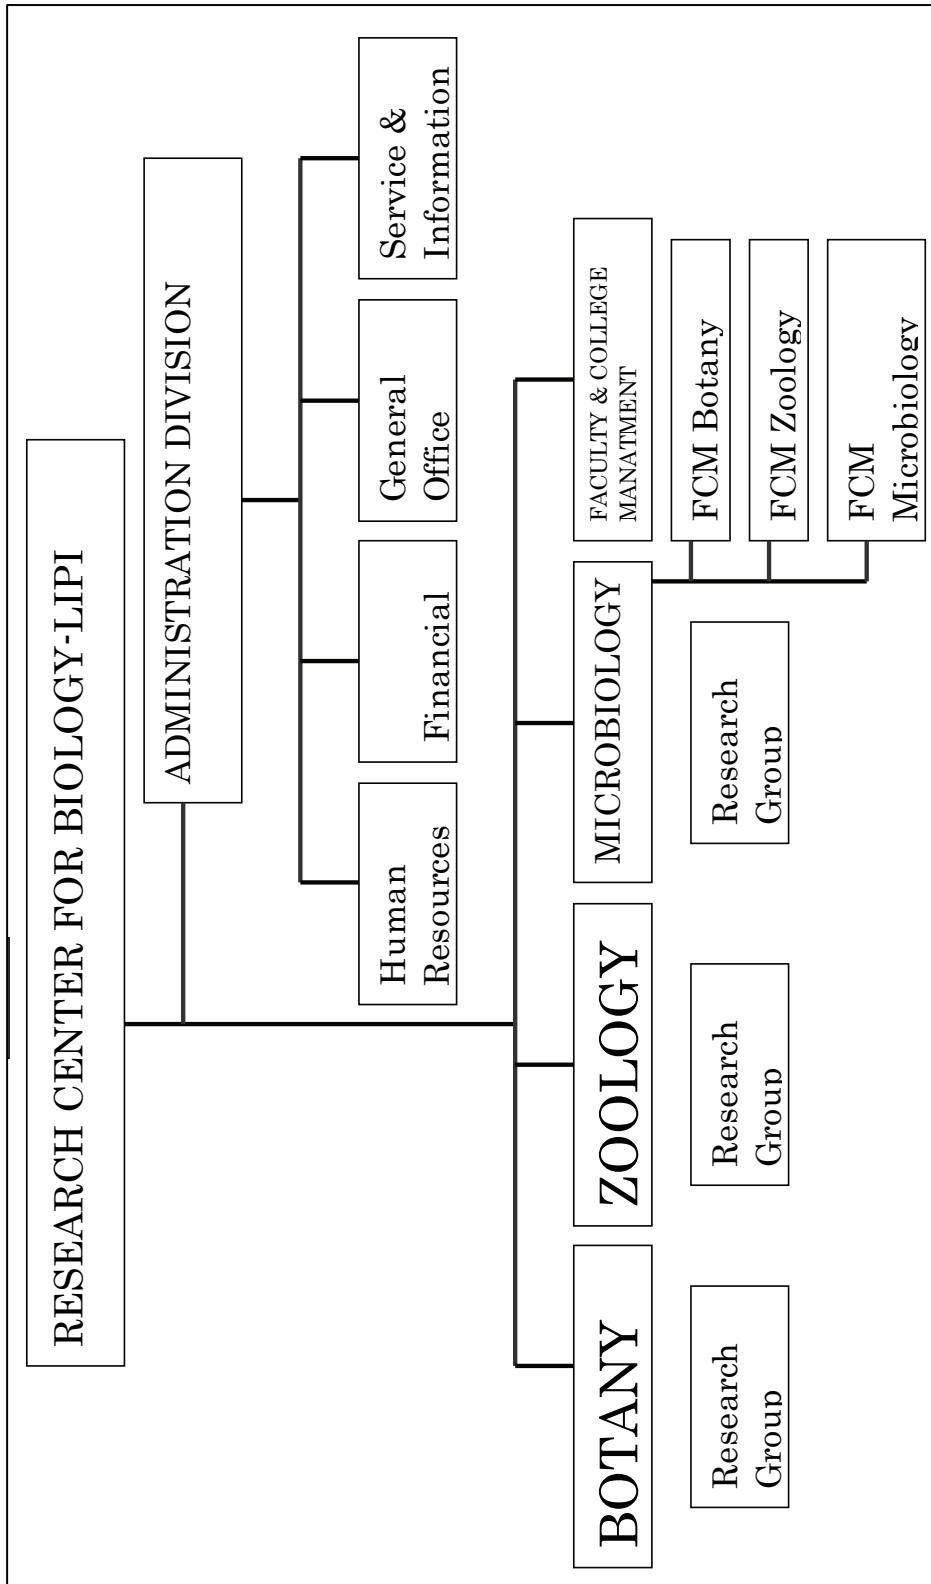 RESEARCH CENTER FOR BIOLOGY-LIPI
ADMINISTRATION DIVISION
Human
Resources
Financial
General
Office
Service &
Information
BOTANY
ZOOLOGY
MICROBIOLOGY
FACULTY & COLLEGE
MANATMENT
Research
Group
Research
Group
Research
Group
FCM Botany
FCM Zoology
FCM
Microbiology